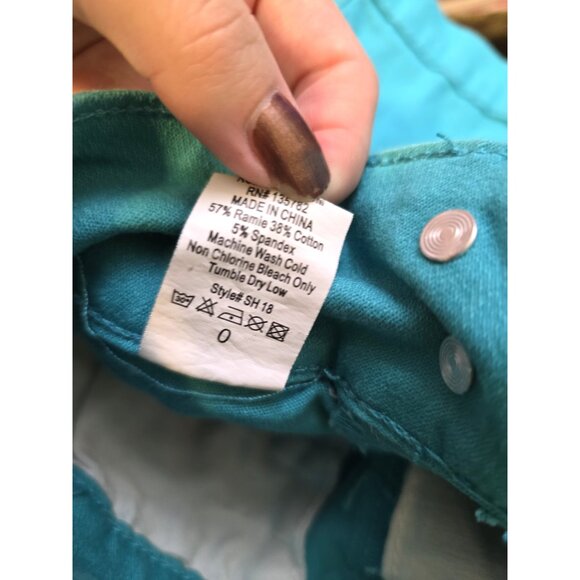 RN# 135782
MADE IN CHINA
57% Ramie 38% Cotton
5% Spandex
Machine Wash Cold
Non Chlorine Bleach Only
Tumble Dry Low
Style# SH 18
0